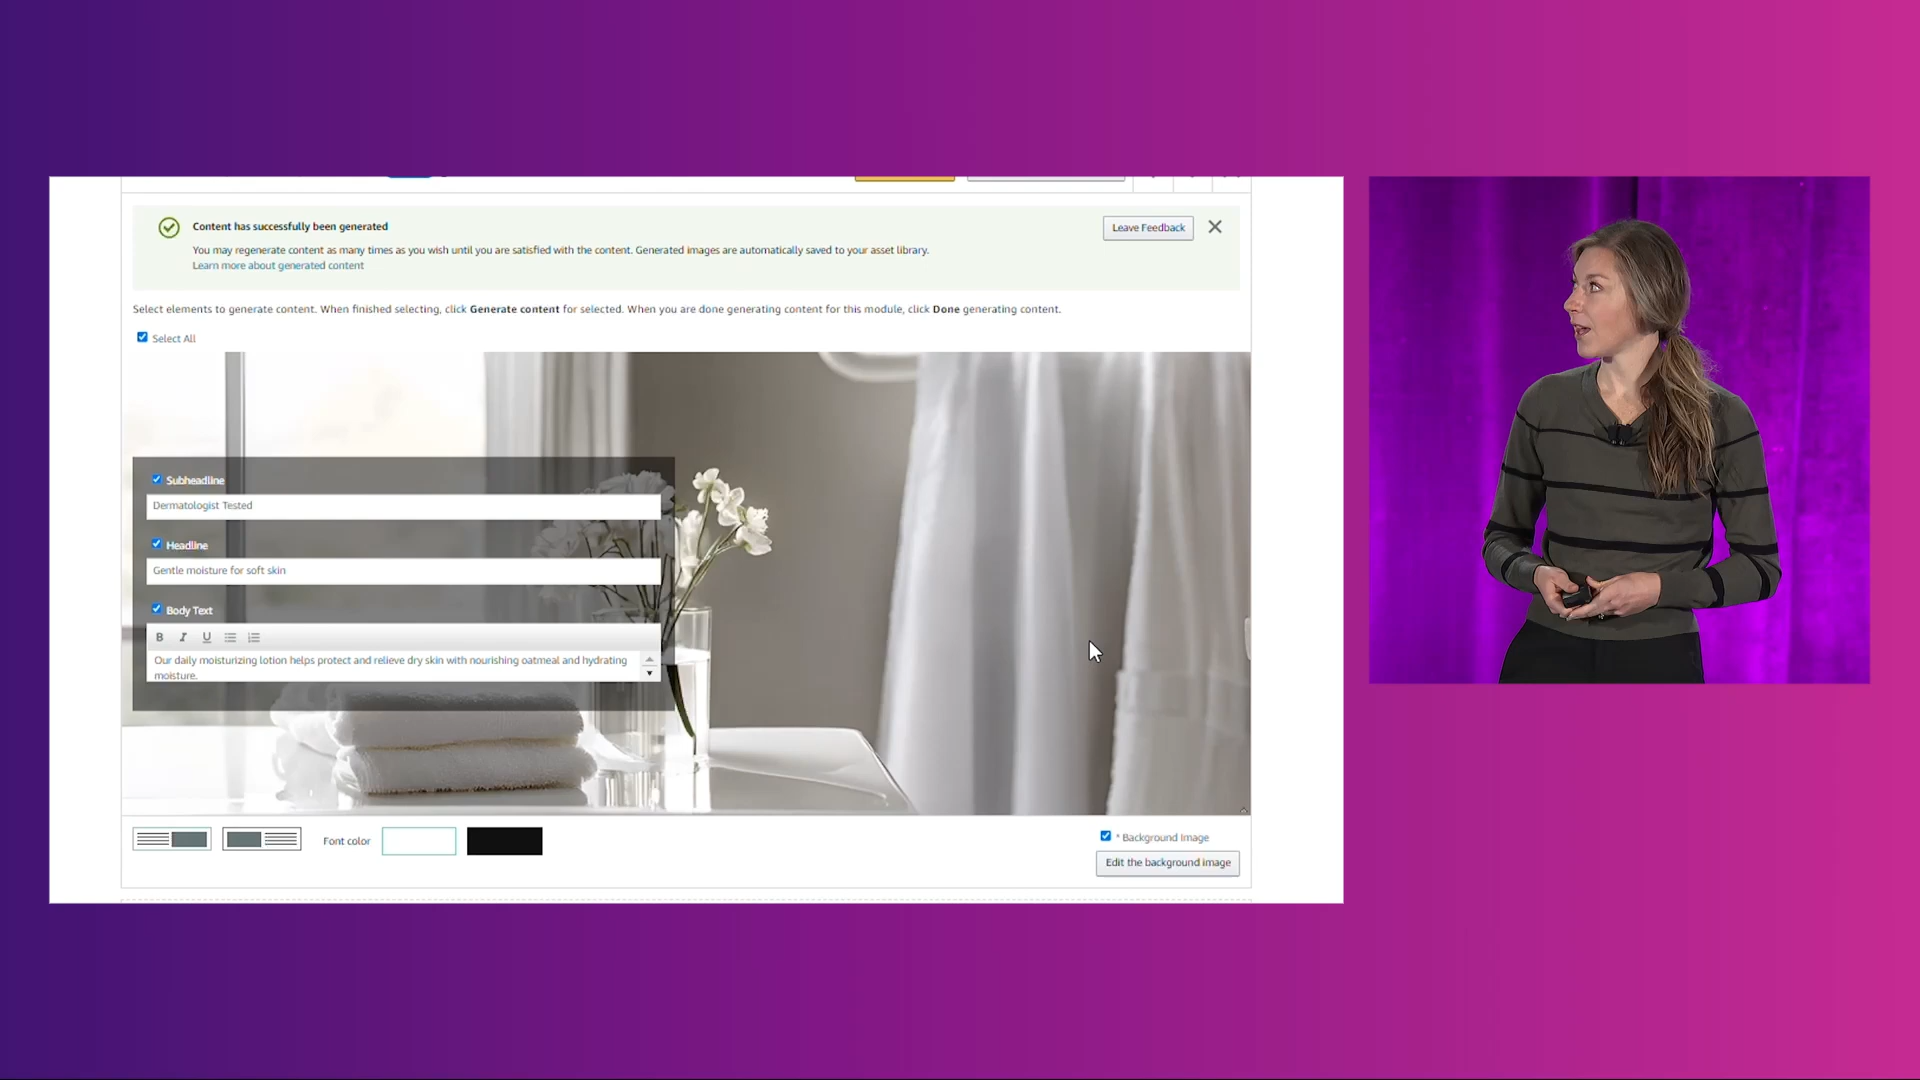 Content has successfully been generated
Leave Feedback
You may regenerate content as many times as you wish until you are satisfied with the content. Generated images are automatically saved to your asset library.
Learn more about generated content
Select elements to generate content. When finished selecting, click Generate content for selected. When you are done generating content for this module, click Done generating content.
Select All
Subheadline
Dermatologist Tested
Headline
Gentle moisture for soft skin
Body Text
B I U
Our daily moisturizing lotion helps protect and relieve dry skin with nourishing oatmeal and hydrating
moisture.
Font color
* Background Image
Edit the background image